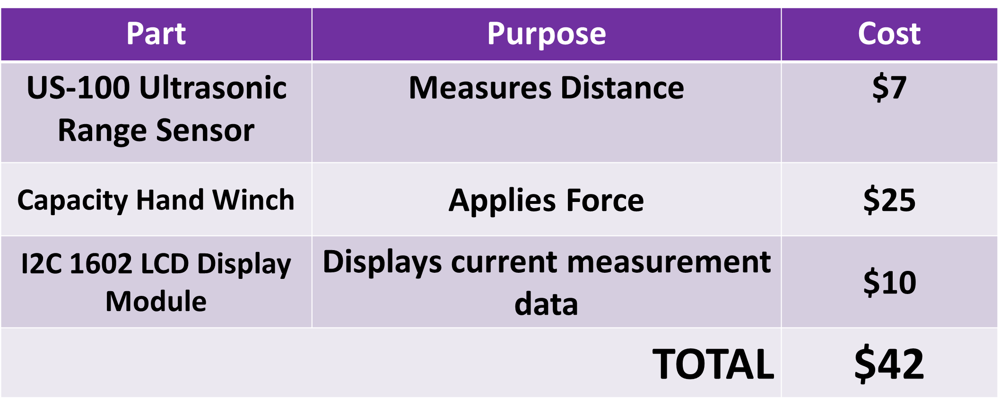 Part Purpose Cost
US-100 Ultrasonic Range Sensor Measures Distance $7
Capacity Hand Winch Applies Force $25
I2C 1602 LCD Display Module Displays current measurement data $10
TOTAL $42